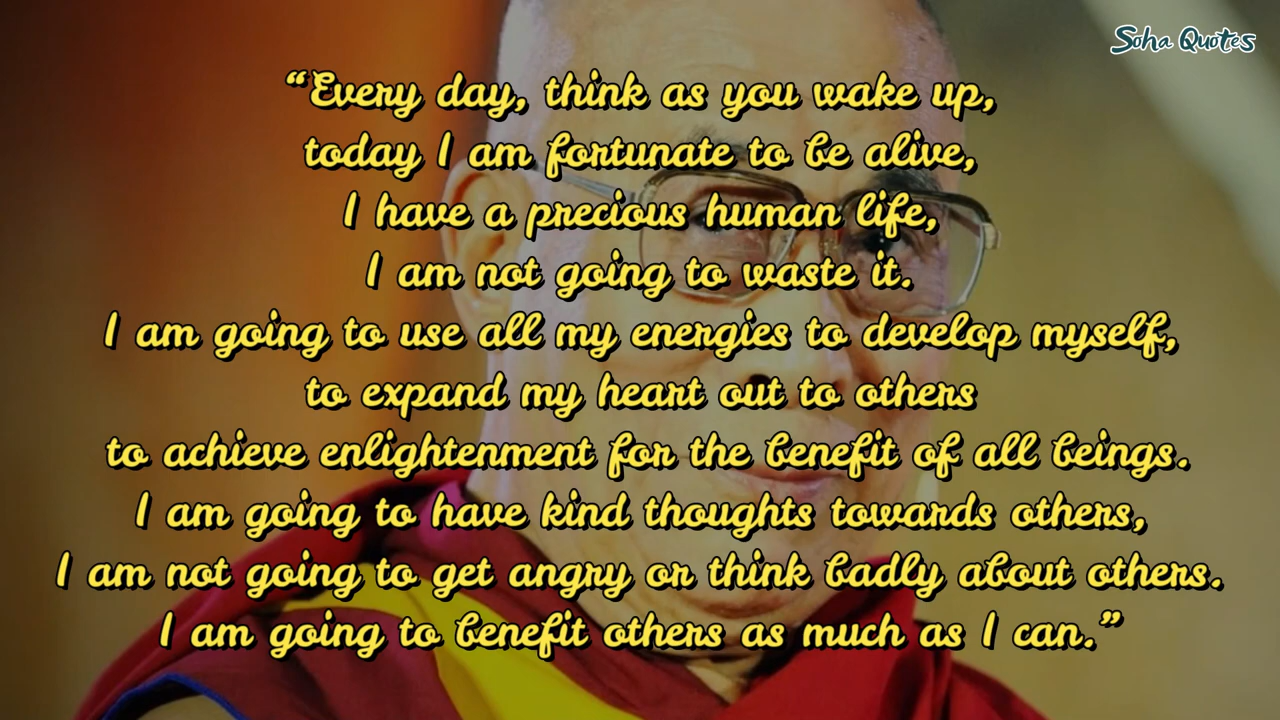 Soha Quotes
“Every day, think as you wake up,
today I am fortunate to be alive,
I have a precious human life,
I am not going to waste it.
I am going to use all my energies to develop myself,
to expand my heart out to others
to achieve enlightenment for the benefit of all beings.
I am going to have kind thoughts towards others,
I am not going to get angry or think badly about others.
I am going to benefit others as much as I can.”